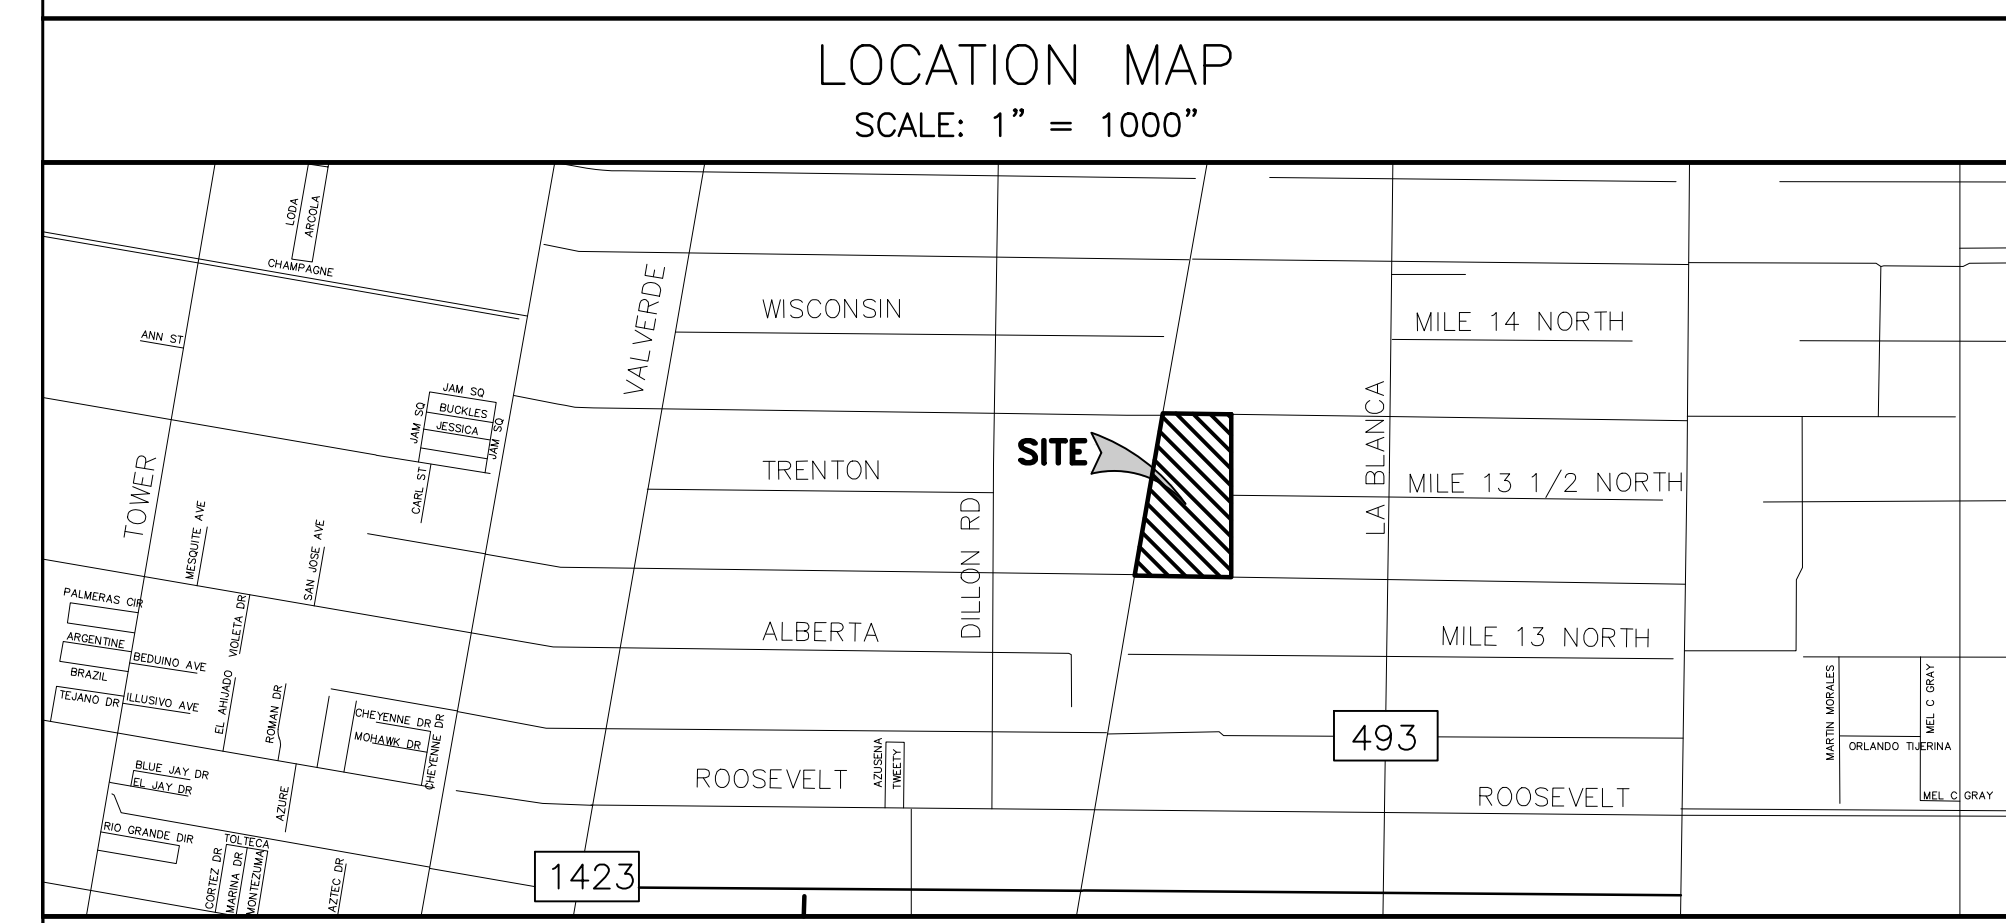 LOCATION MAP
SCALE: 1” = 1000”
LODA
ARCOLA
CHAMPAGNE
VALVERDE
WISCONSIN
MILE 14 NORTH
ANN ST
JAM SQ
BUCKLES
JESSICA
JAM SQ
JAM SQ
CARL ST
LA BLANCA
SITE
TRENTON
MILE 13 1/2 NORTH
TOWER
MESQUITE AVE
SAN JOSE AVE
DILLON RD
PALMERAS CIR
VIOLETA DR
ARGENTINE
BEDUINO AVE
ALBERTA
MILE 13 NORTH
BRAZIL
TEJANO DR
ILLUSIVO AVE
EL AHIJADO
ROMAN DR
CHEYENNE DR
MOHAWK DR
CHEYENNE DR
493
MARTIN MORALES
MEL C GRAY
ORLANDO TIJERINA
MEL C GRAY
BLUE JAY DR
EL JAY DR
AZURE
ROOSEVELT
AZUSENA
TWEETY
ROOSEVELT
RIO GRANDE DIR
TOLTECA
CORTEZ DR
MARINA DR
MONTEZUMA
AZTEC DR
1423